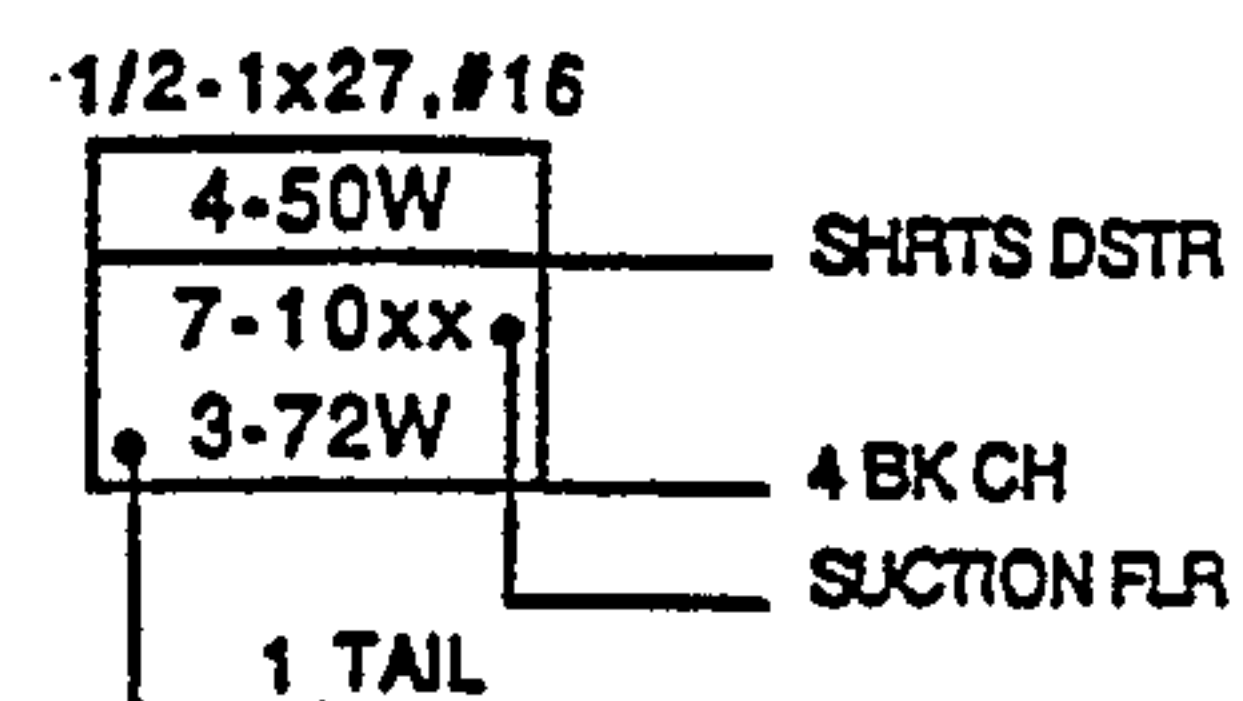 1/2-1x27,#16
4-50W
SHRTS DSTR
7-10xx
3-72W
4 BK CH
SUCTION FLR
1 TAIL